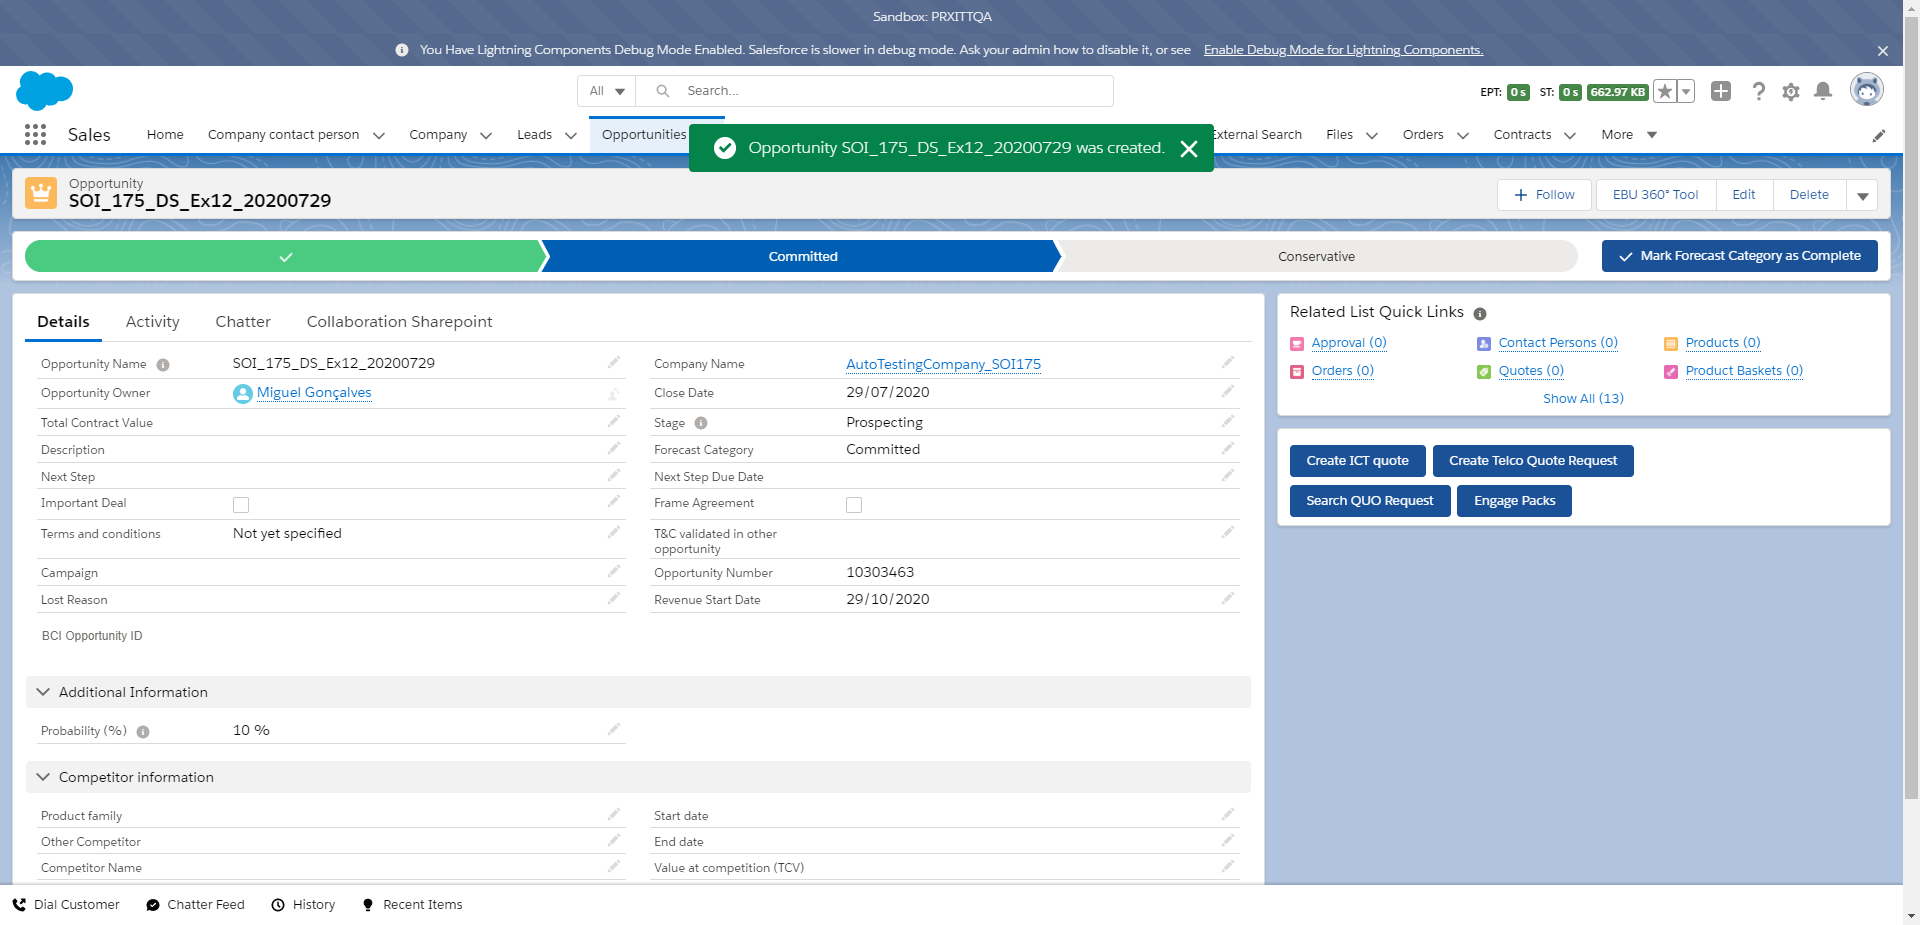 Sandbox: PRXITTQA
You Have Lightning Components Debug Mode Enabled. Salesforce is slower in debug mode. Ask your admin how to disable it, or see Enable Debug Mode for Lightning Components.
All Search... EPT: 0 s ST: 0 s 662.97 KB
Sales Home Company contact person Company Leads Opportunities External Search Files Orders Contracts More
Opportunity SOI_175_DS_Ex12_20200729 was created.
Opportunity
SOI_175_DS_Ex12_20200729
Follow EBU 360° Tool Edit Delete
Committed Conservative Mark Forecast Category as Complete
Details Activity Chatter Collaboration Sharepoint
Opportunity Name SOI_175_DS_Ex12_20200729 Company Name AutoTestingCompany_SOI175
Opportunity Owner Miguel Gonçalves Close Date 29/07/2020
Total Contract Value Stage Prospecting
Description Forecast Category Committed
Next Step Next Step Due Date
Important Deal Frame Agreement
Terms and conditions Not yet specified T&C validated in other
opportunity
Campaign Opportunity Number 10303463
Lost Reason Revenue Start Date 29/10/2020
BCI Opportunity ID
Additional Information
Probability (%) 10 %
Competitor information
Product family Start date
Other Competitor End date
Competitor Name Value at competition (TCV)
Related List Quick Links
Approval (0) Contact Persons (0) Products (0)
Orders (0) Quotes (0) Product Baskets (0)
Show All (13)
Create ICT quote Create Telco Quote Request
Search QUO Request Engage Packs
Dial Customer Chatter Feed History Recent Items